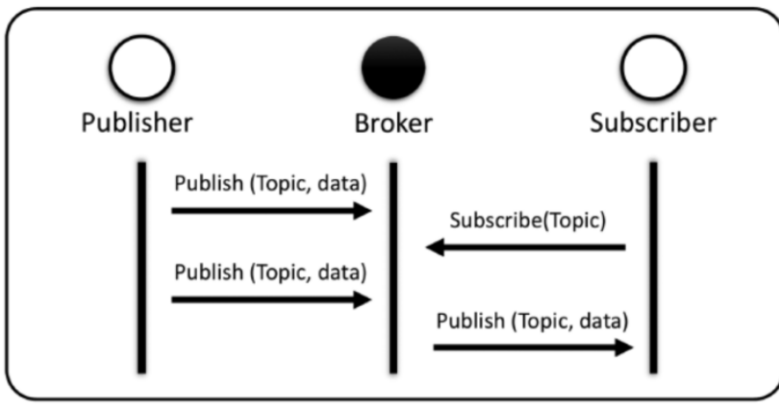 Publisher
Broker
Subscriber
Publish (Topic, data)
Subscribe(Topic)
Publish (Topic, data)
Publish (Topic, data)